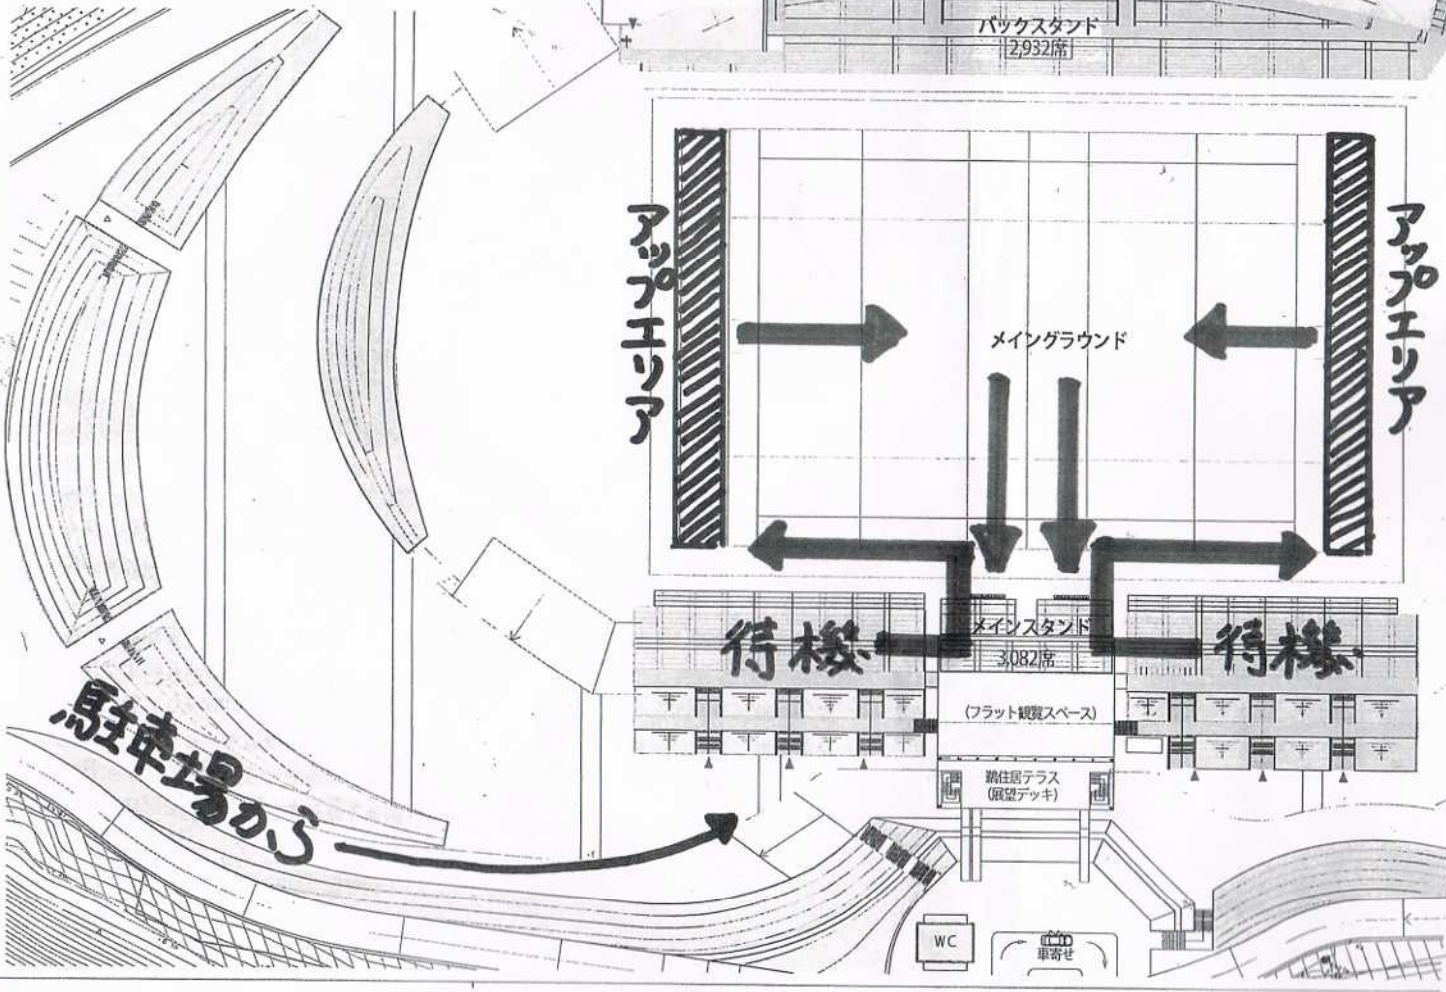 バックスタンド
2,932席
アップエリア
アップエリア
メイングラウンド
待機
メインスタンド
3,082席
待機
(フラット観覧スペース)
駐車場から
鵜住居テラス
(展望デッキ)
WC
車寄せ